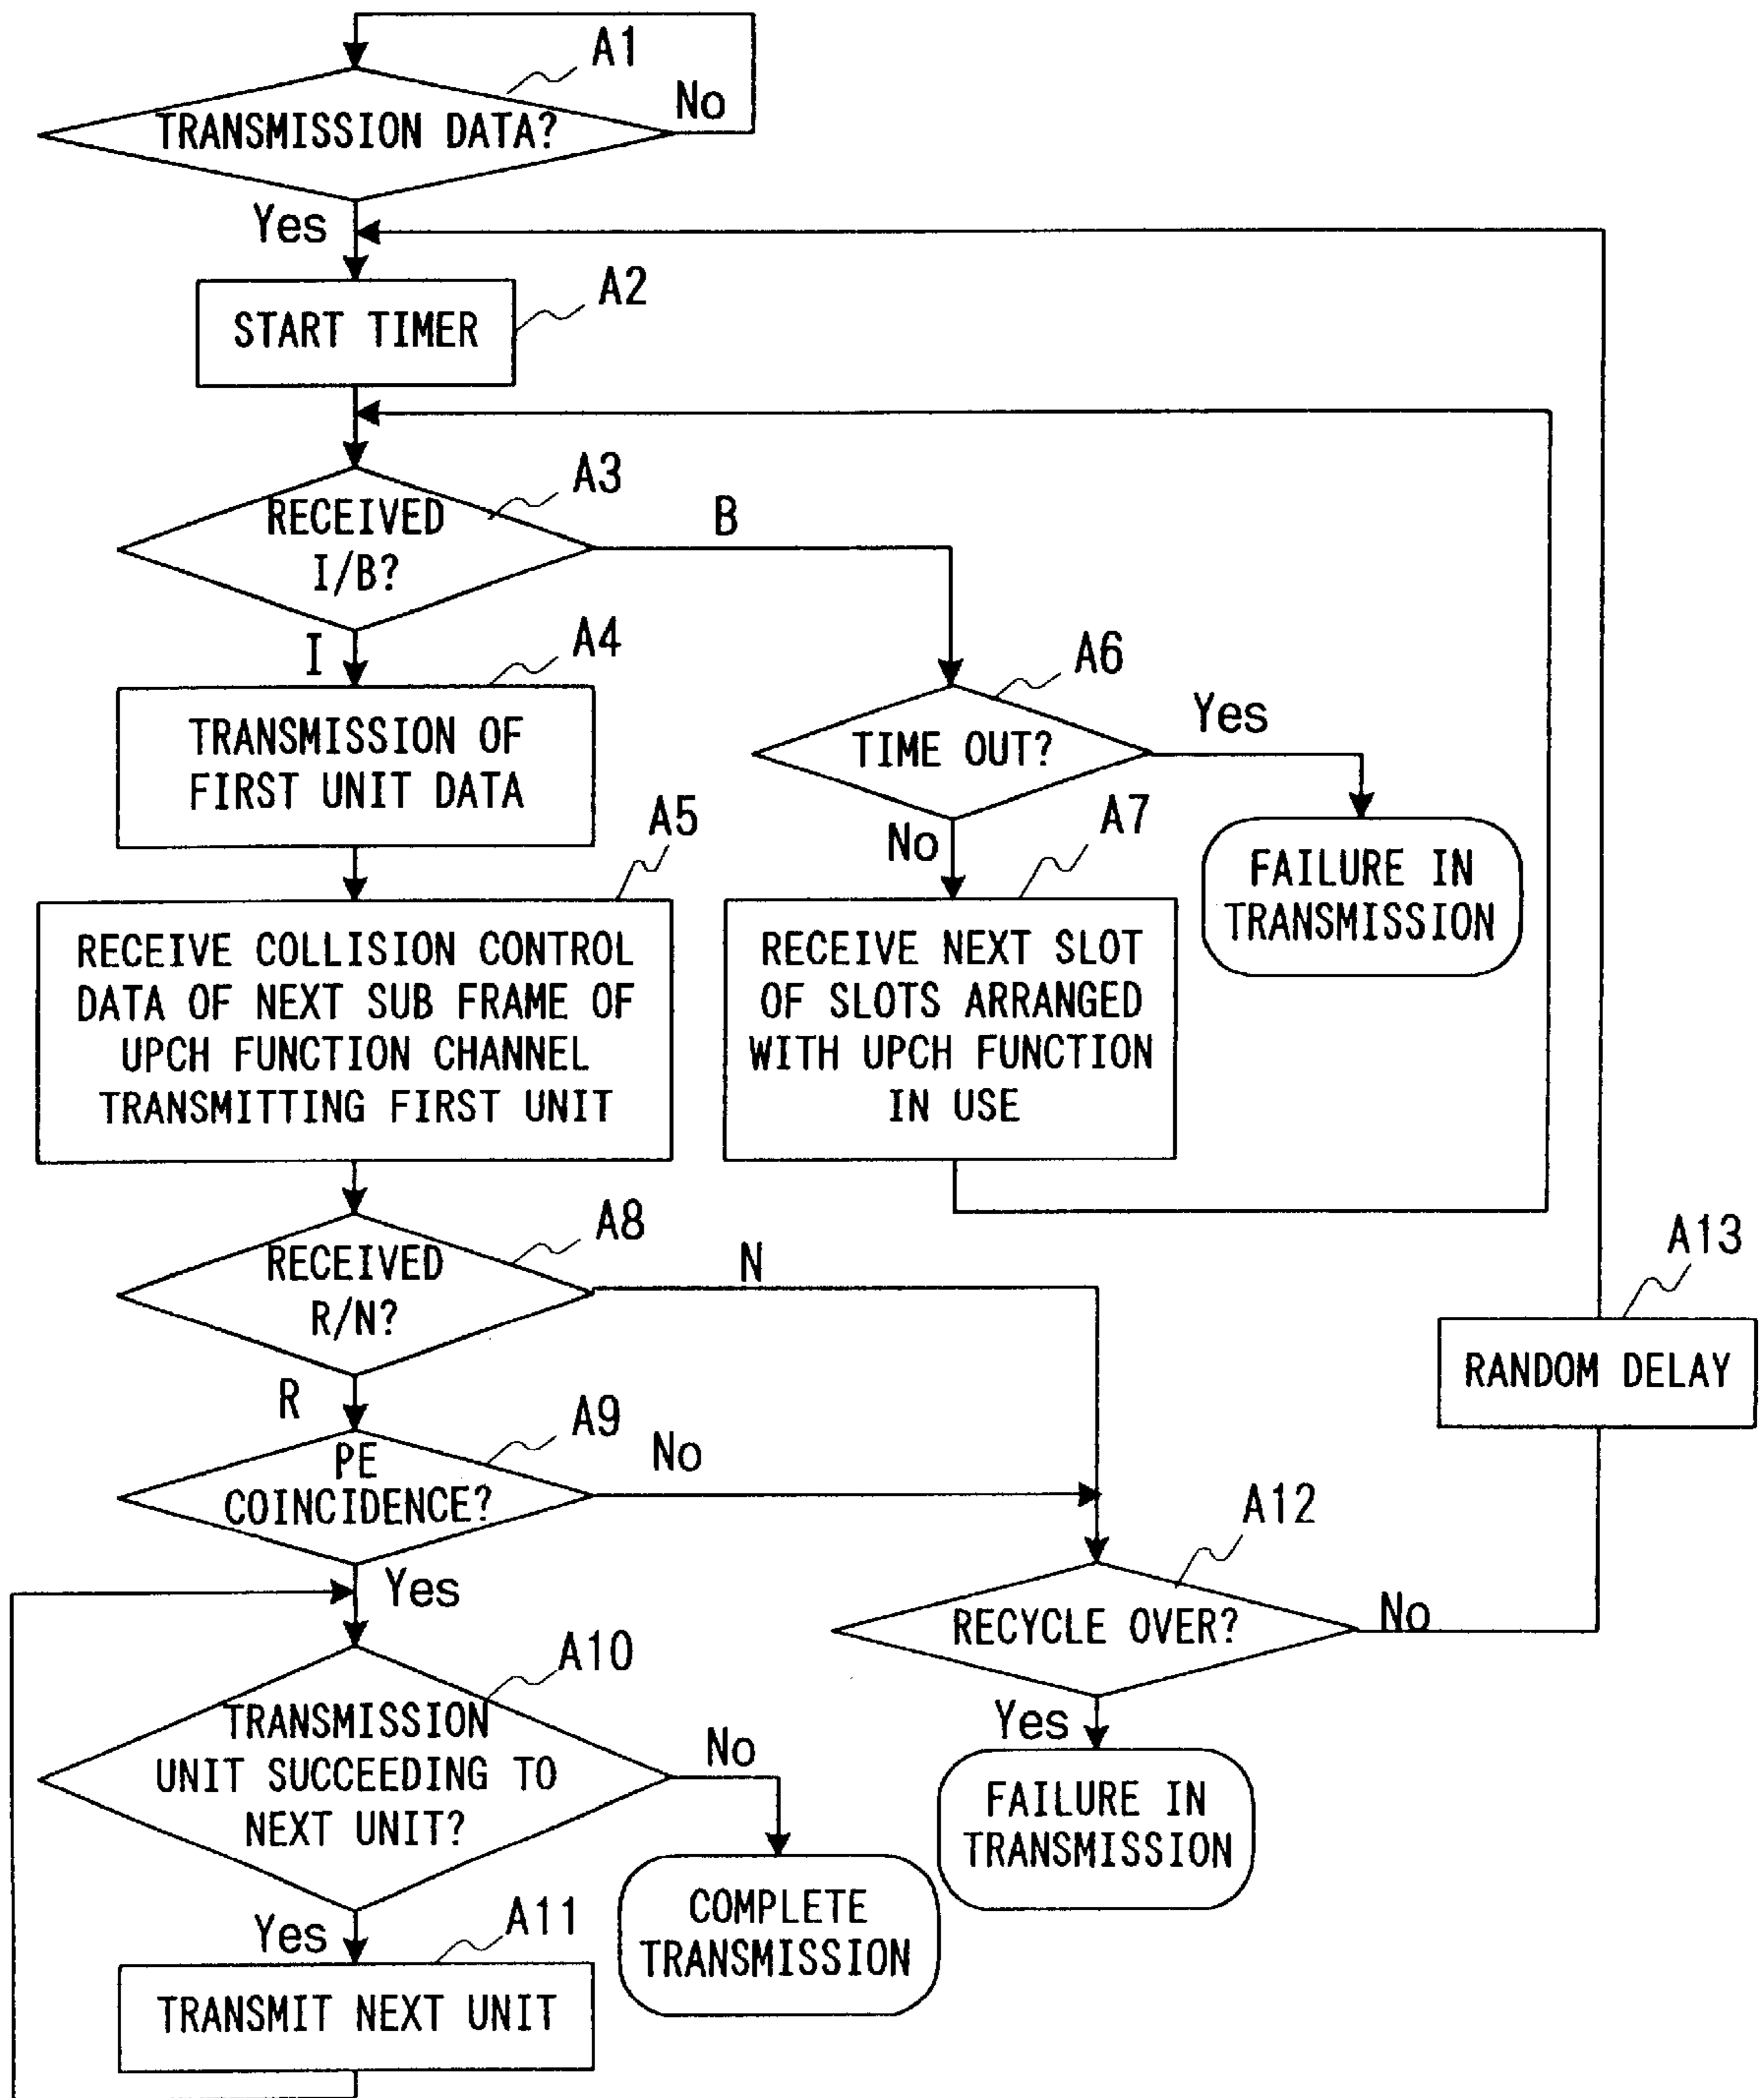 A1
TRANSMISSION DATA?
No
Yes
A2
START TIMER
A3
RECEIVED
I/B?
B
I
A4
TRANSMISSION OF
FIRST UNIT DATA
A6
TIME OUT?
Yes
No
A7
FAILURE IN
TRANSMISSION
A5
RECEIVE COLLISION CONTROL
DATA OF NEXT SUB FRAME OF
UPCH FUNCTION CHANNEL
TRANSMITTING FIRST UNIT
RECEIVE NEXT SLOT
OF SLOTS ARRANGED
WITH UPCH FUNCTION
IN USE
A8
RECEIVED
R/N?
N
R
A13
RANDOM DELAY
A9
PE
COINCIDENCE?
No
Yes
A12
RECYCLE OVER?
No
Yes
FAILURE IN
TRANSMISSION
A10
TRANSMISSION
UNIT SUCCEEDING TO
NEXT UNIT?
No
COMPLETE
TRANSMISSION
Yes
A11
TRANSMIT NEXT UNIT